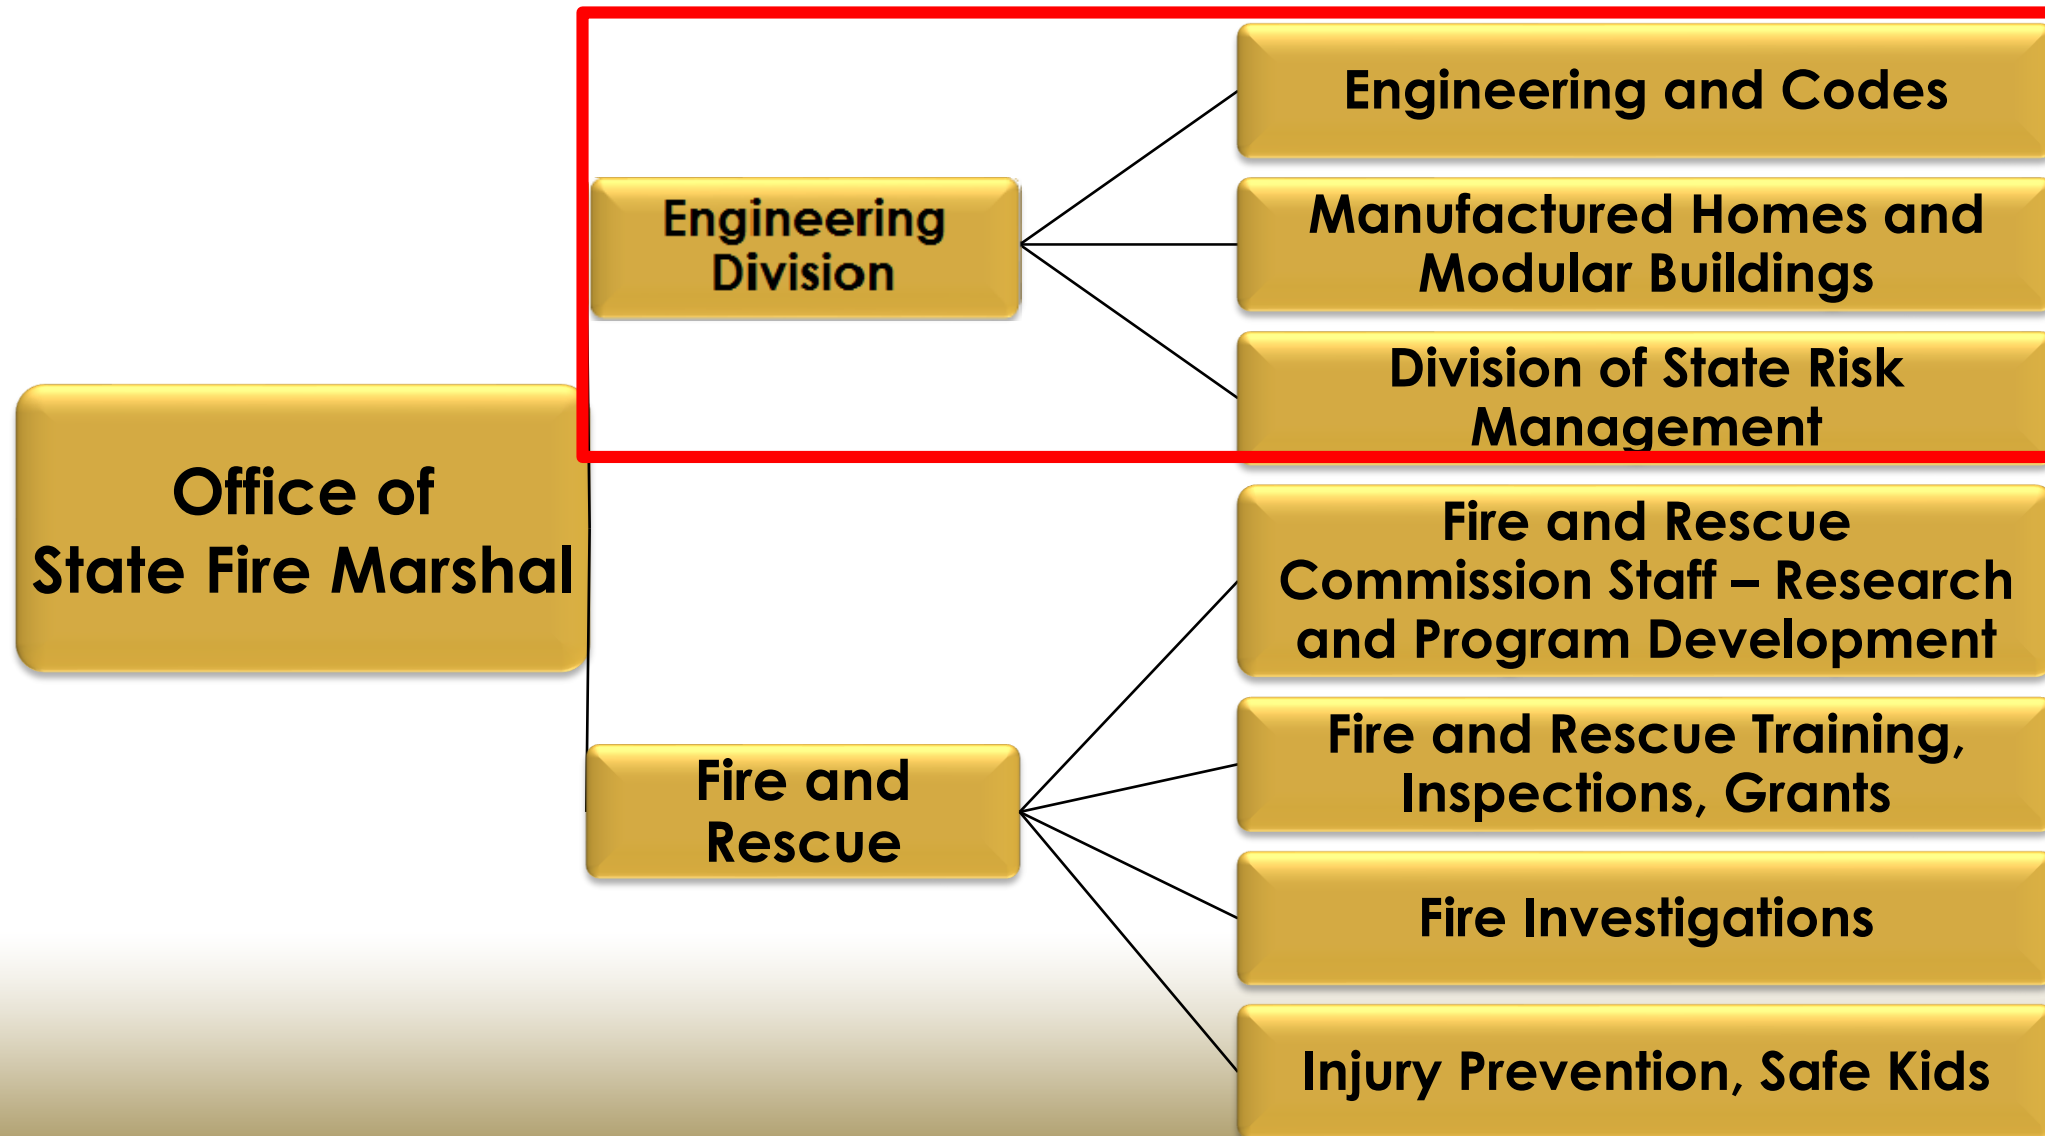 Engineering and Codes
Engineering
Division
Manufactured Homes and
Modular Buildings
Division of State Risk
Management
Office of
State Fire Marshal
Fire and Rescue
Commission Staff – Research
and Program Development
Fire and
Rescue
Fire and Rescue Training,
Inspections, Grants
Fire Investigations
Injury Prevention, Safe Kids